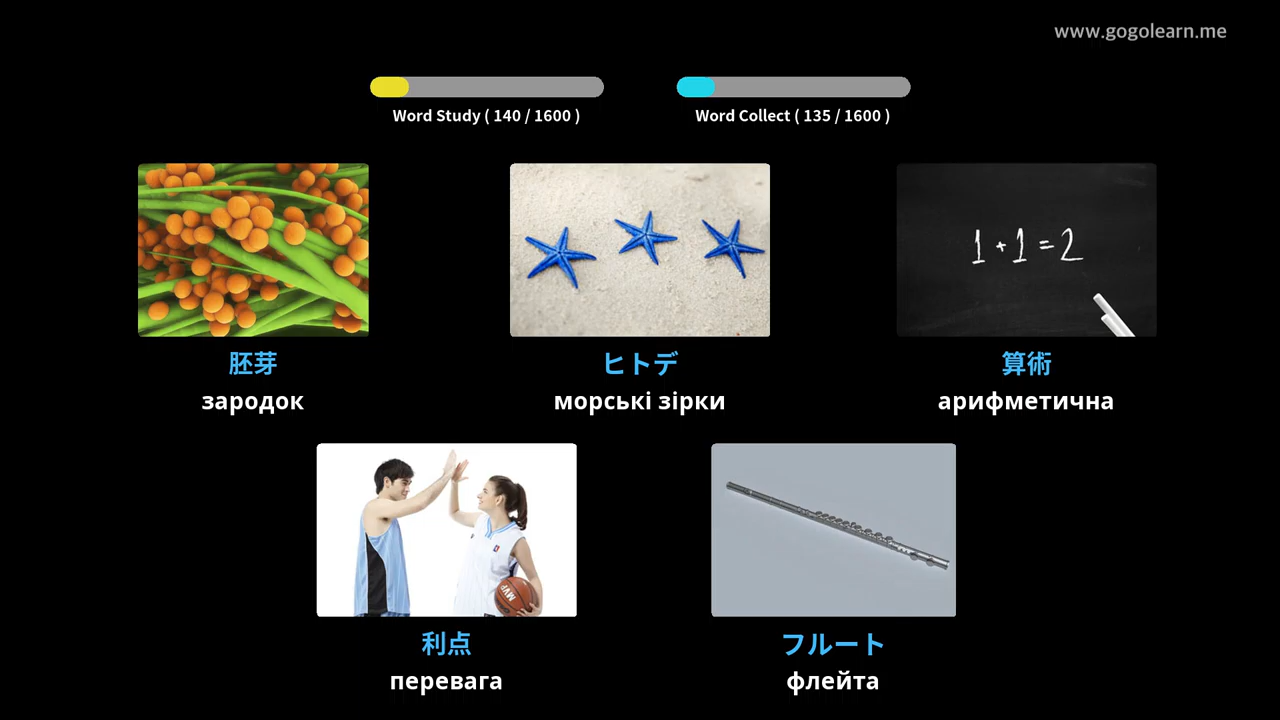 www.gogolearn.me
Word Study ( 140 / 1600 )
Word Collect ( 135 / 1600 )
1 + 1 = 2
胚芽
ヒトデ
算術
зародок
морські зірки
арифметична
MVP
利点
フルート
перевага
флейта